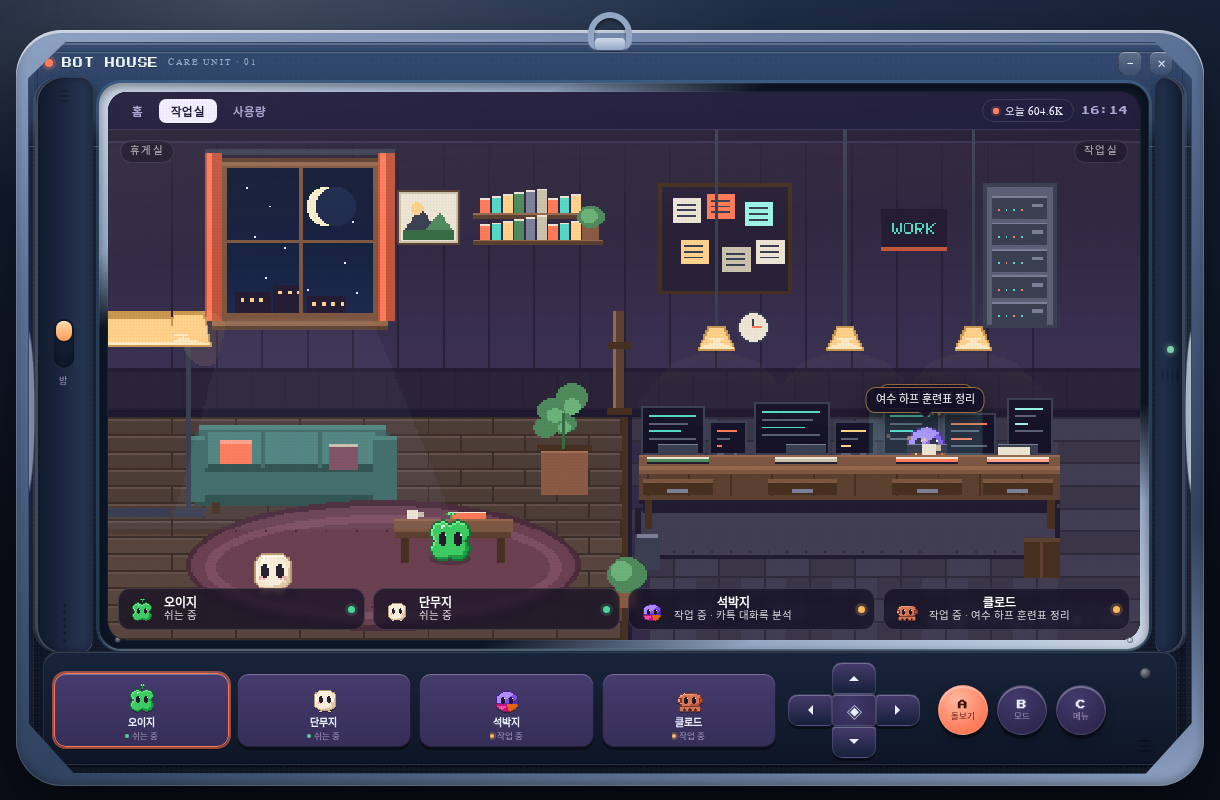 BOT HOUSE CARE UNIT · 01
홈 작업실 사용량 오늘 604.6K 16:14
휴게실 작업실
WORK
밤
여수 하프 훈련표 정리
오이지
쉬는 중
단무지
쉬는 중
석박지
작업 중 · 카톡 대화록 분석
클로드
작업 중 · 여수 하프 훈련표 정리
오이지
쉬는 중
단무지
쉬는 중
석박지
작업 중
클로드
작업 중
A
돌보기
B
모드
C
메뉴